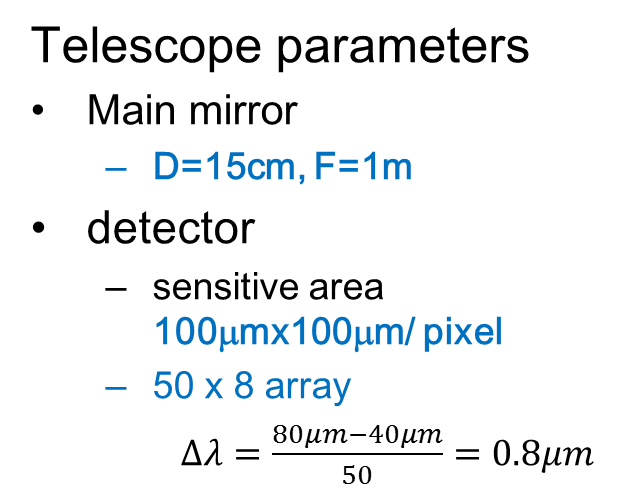 Telescope parameters
• Main mirror
– D=15cm, F=1m
• detector
– sensitive area
100μmx100μm/ pixel
– 50 x 8 array
Δλ = (80μm−40μm)/50 = 0.8μm